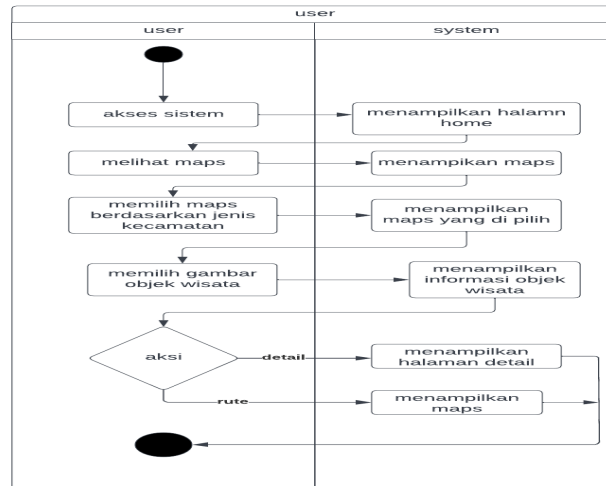 user
user
system
akses sistem
menampilkan halamn
home
melihat maps
menampikan maps
memilih maps
berdasarkan jenis
kecamatan
menampilkan
maps yang di pilih
memilih gambar
objek wisata
menampilkan
informasi objek
wisata
aksi
detail
menampilkan
halaman detail
rute
menampilkan
maps